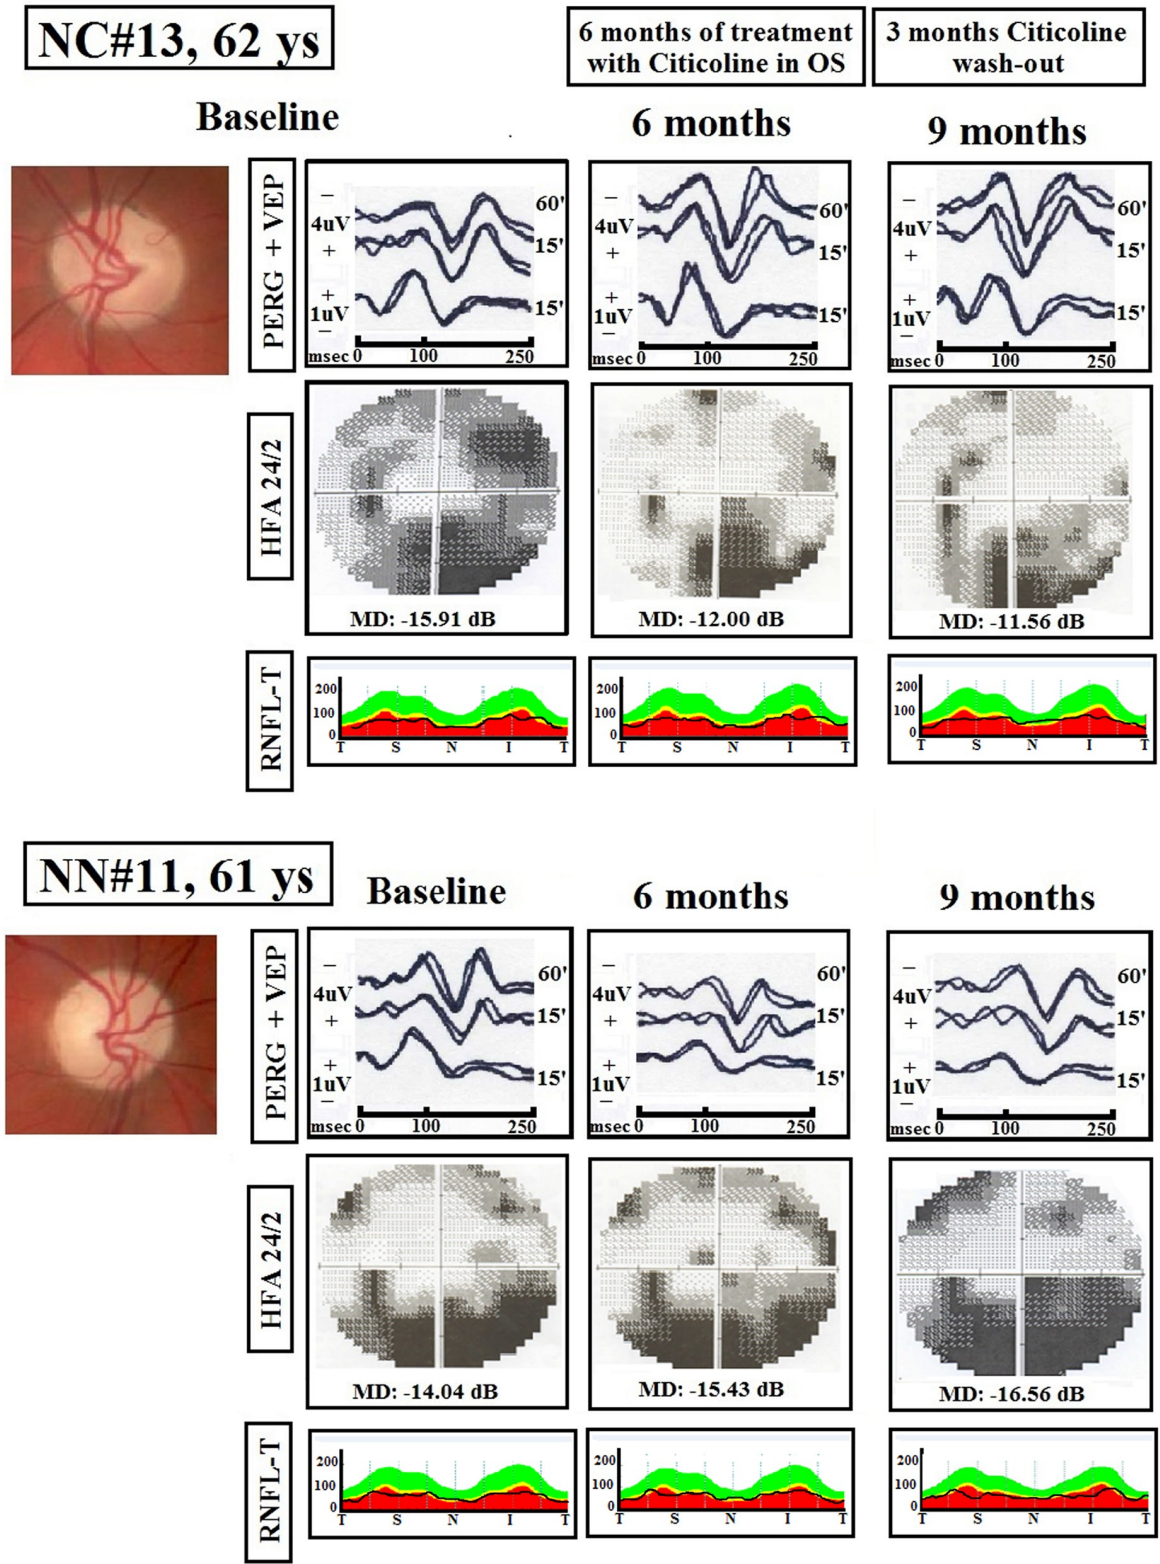 NC#13, 62 ys
6 months of treatment
with Citicoline in OS
3 months Citicoline
wash-out
Baseline
6 months
9 months
PERG + VEP
–
4uV
+
+
1uV
–
60'
15'
15'
msec 0 100 250
–
4uV
+
+
1uV
–
60'
15'
15'
msec 0 100 250
–
4uV
+
+
1uV
–
60'
15'
15'
msec 0 100 250
HFA 24/2
MD: -15.91 dB
MD: -12.00 dB
MD: -11.56 dB
RNFL-T
200
100
0
T S N I T
200
100
0
T S N I T
200
100
0
T S N I T
NN#11, 61 ys
Baseline
6 months
9 months
PERG + VEP
–
4uV
+
+
1uV
–
60'
15'
15'
msec 0 100 250
–
4uV
+
+
1uV
–
60'
15'
15'
msec 0 100 250
–
4uV
+
+
1uV
–
60'
15'
15'
msec 0 100 250
HFA 24/2
MD: -14.04 dB
MD: -15.43 dB
MD: -16.56 dB
RNFL-T
200
100
0
T S N I T
200
100
0
T S N I T
200
100
0
T S N I T